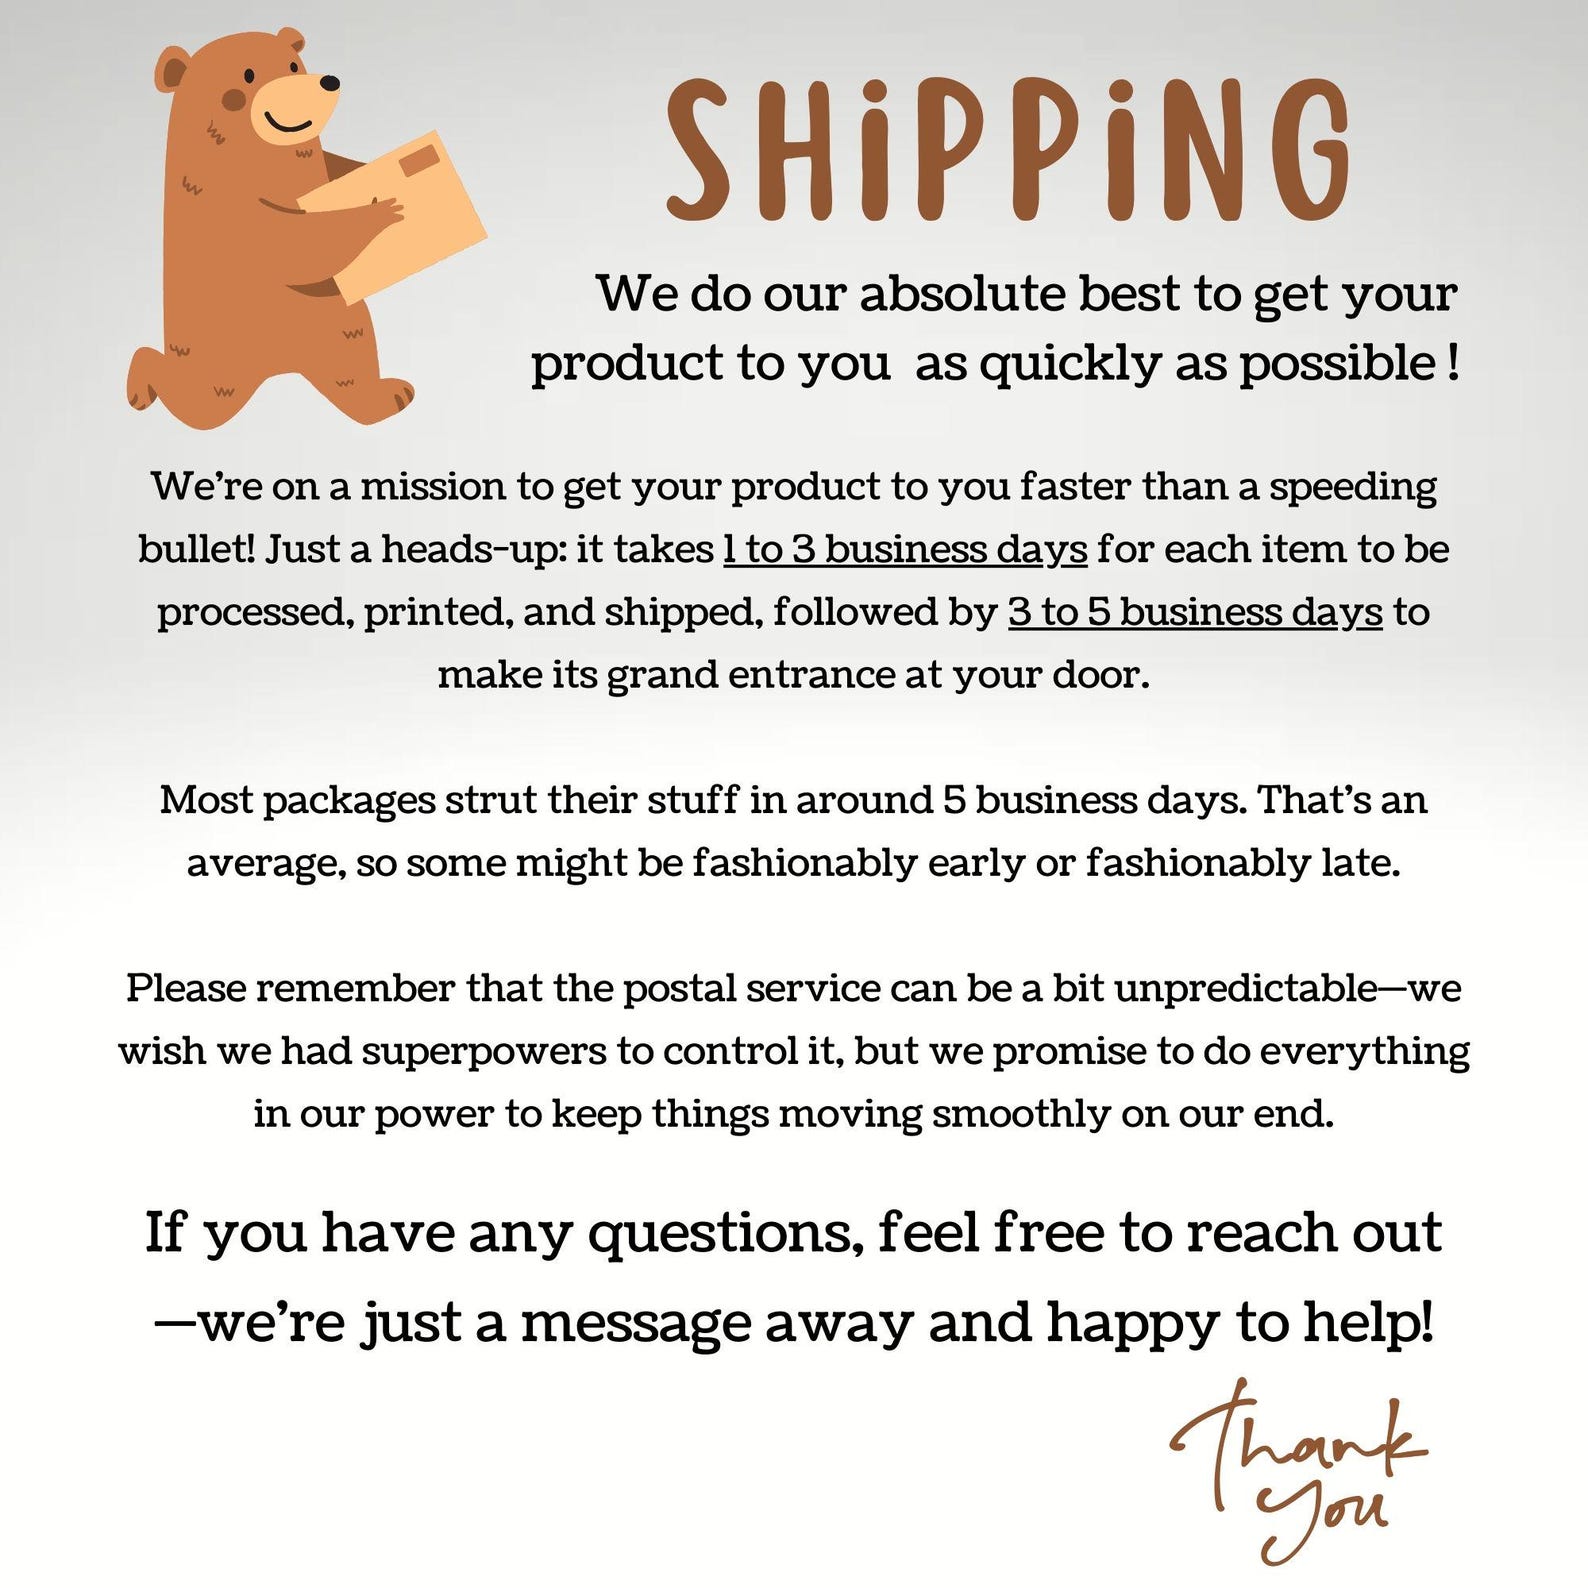 SHiPPiNG
We do our absolute best to get your
product to you as quickly as possible !
We're on a mission to get your product to you faster than a speeding
bullet! Just a heads-up: it takes 1 to 3 business days for each item to be
processed, printed, and shipped, followed by 3 to 5 business days to
make its grand entrance at your door.
Most packages strut their stuff in around 5 business days. That's an
average, so some might be fashionably early or fashionably late.
Please remember that the postal service can be a bit unpredictable—we
wish we had superpowers to control it, but we promise to do everything
in our power to keep things moving smoothly on our end.
If you have any questions, feel free to reach out
—we're just a message away and happy to help!
Thank
you